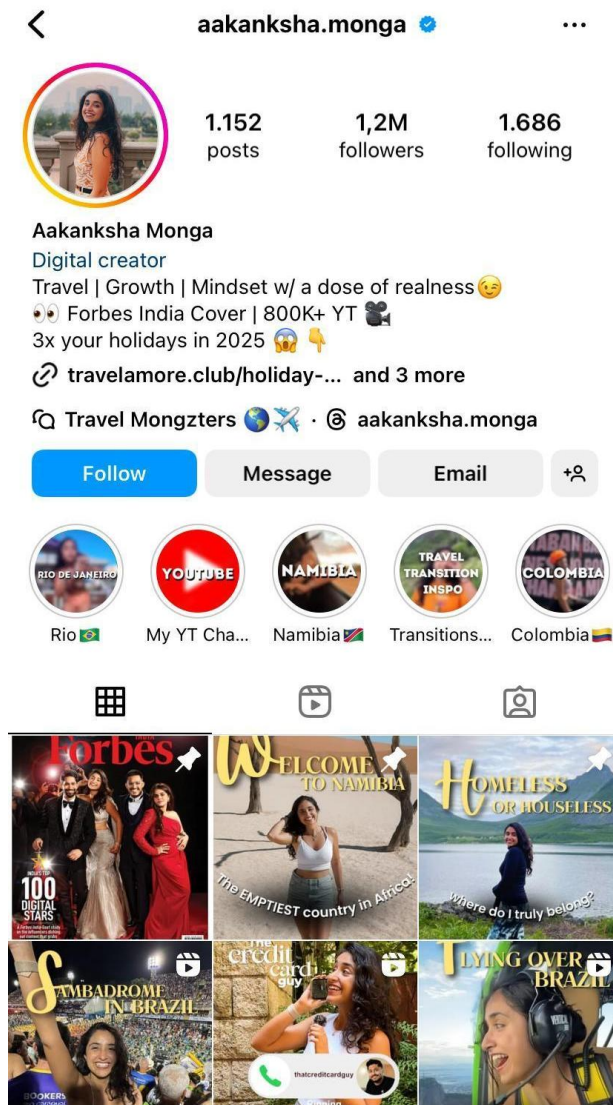 aakanksha.monga
1.152
posts
1,2M
followers
1.686
following
Aakanksha Monga
Digital creator
Travel | Growth | Mindset w/ a dose of realness😉
👀 Forbes India Cover | 800K+ YT 🎥
3x your holidays in 2025 😱 👇
travelamore.club/holiday-... and 3 more
Travel Mongzters 🌎✈️ · aakanksha.monga
Follow
Message
Email
RIO DE JANEIRO
YOUTUBE
NAMIBIA
TRAVEL
TRANSITION
INSPO
COLOMBIA
Rio🇧🇷
My YT Cha...
Namibia🇳🇦
Transitions...
Colombia🇨🇴
Forbes
INDIA'S TOP
100
DIGITAL
STARS
WELCOME
TO NAMIBIA
The EMPTIEST country in Africa!
HOMELESS
OR HOUSELESS
where do I truly belong?
SAMBADROME
IN BRAZIL
BOOKERS
The
credit
card
guy
thatcreditcardguy
FLYING OVER
BRAZIL